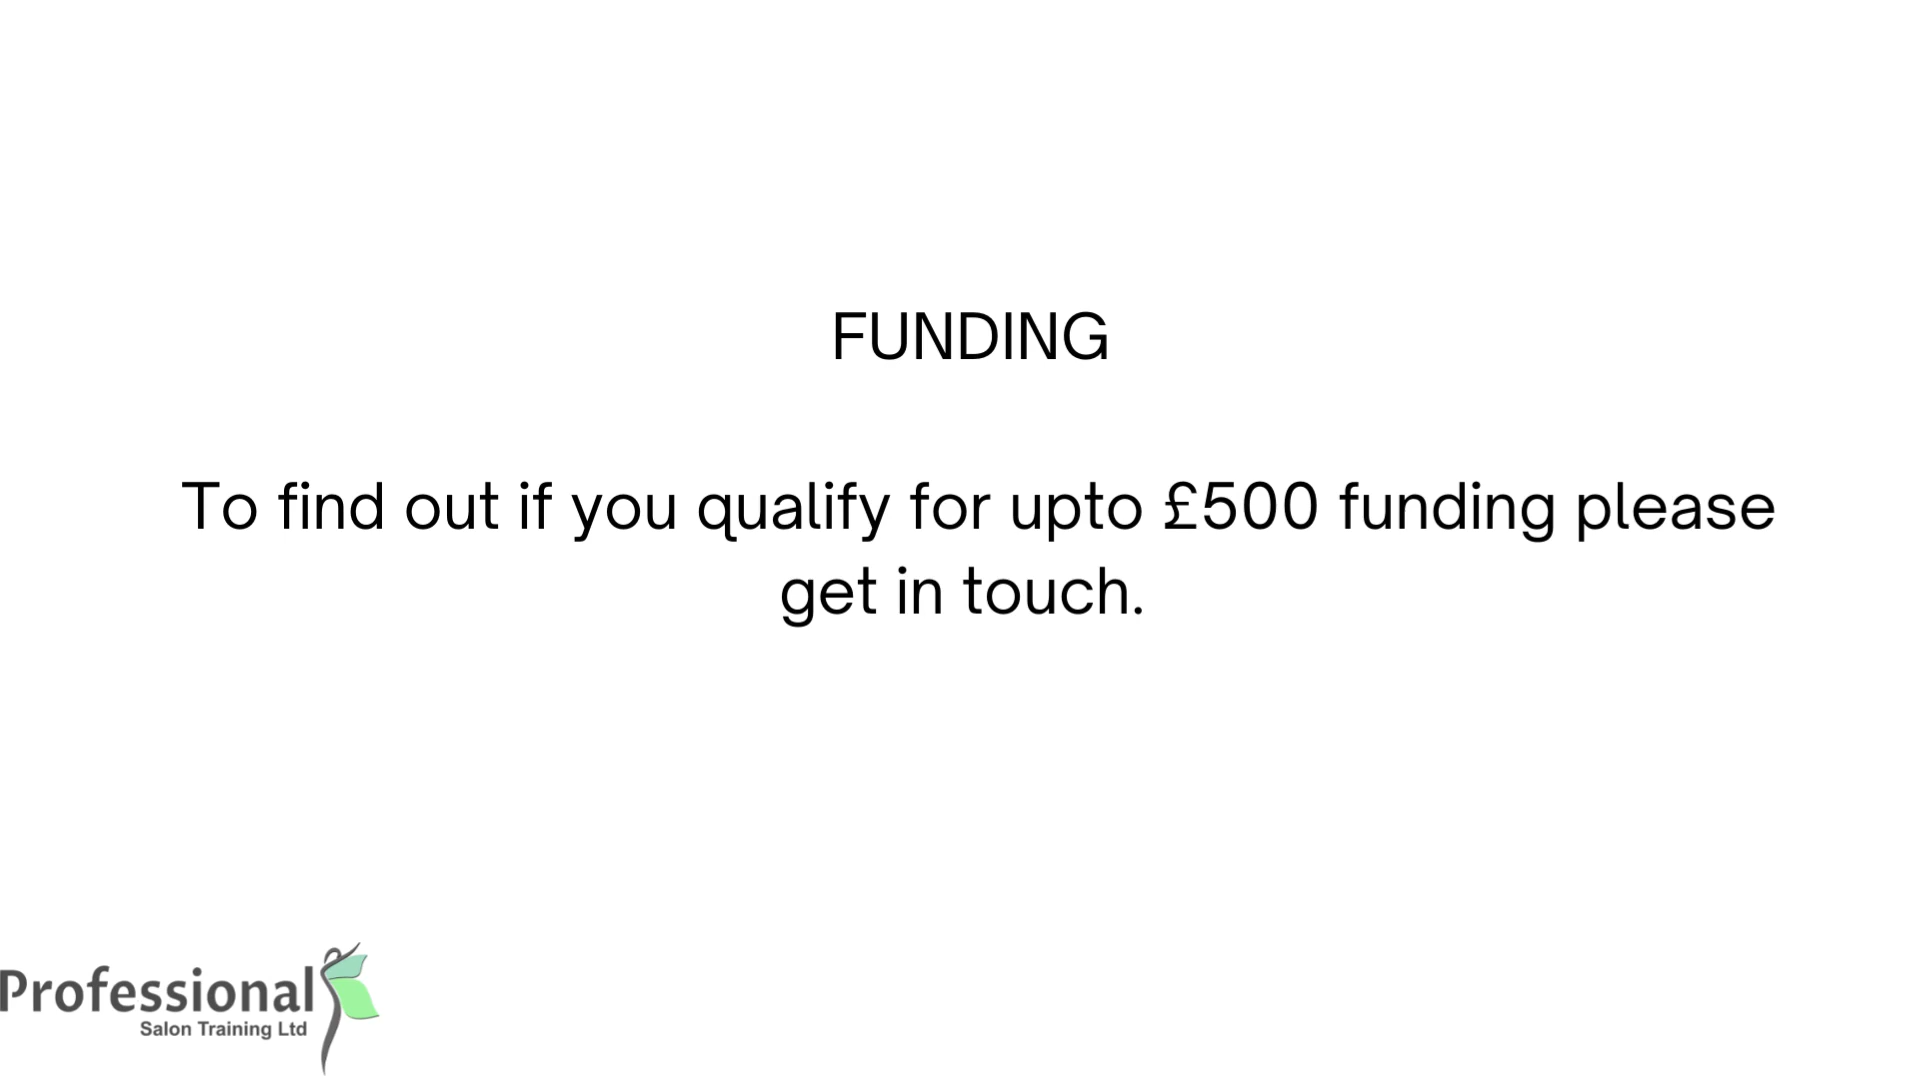 FUNDING
To find out if you qualify for upto £500 funding please
get in touch.
Professional
Salon Training Ltd